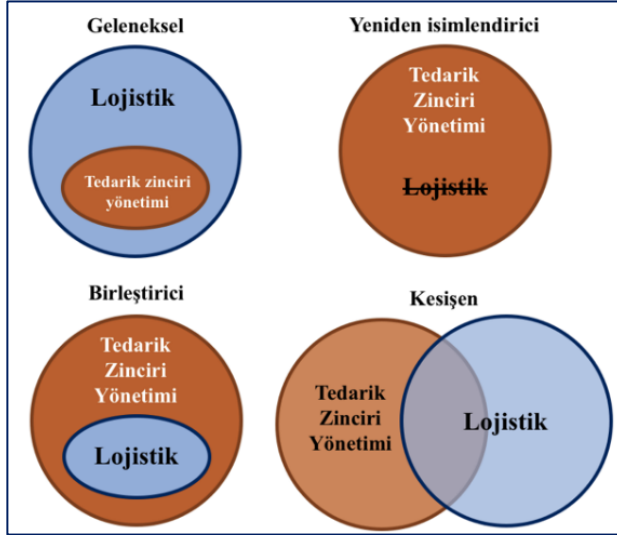 Geleneksel
Lojistik
Tedarik zinciri
yönetimi
Yeniden isimlendirici
Tedarik
Zinciri
Yönetimi
Lojistik
Birleştirici
Tedarik
Zinciri
Yönetimi
Lojistik
Kesişen
Tedarik
Zinciri
Yönetimi
Lojistik